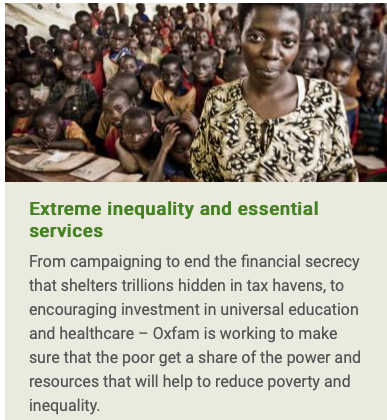 Extreme inequality and essential
services
From campaigning to end the financial secrecy
that shelters trillions hidden in tax havens, to
encouraging investment in universal education
and healthcare – Oxfam is working to make
sure that the poor get a share of the power and
resources that will help to reduce poverty and
inequality.